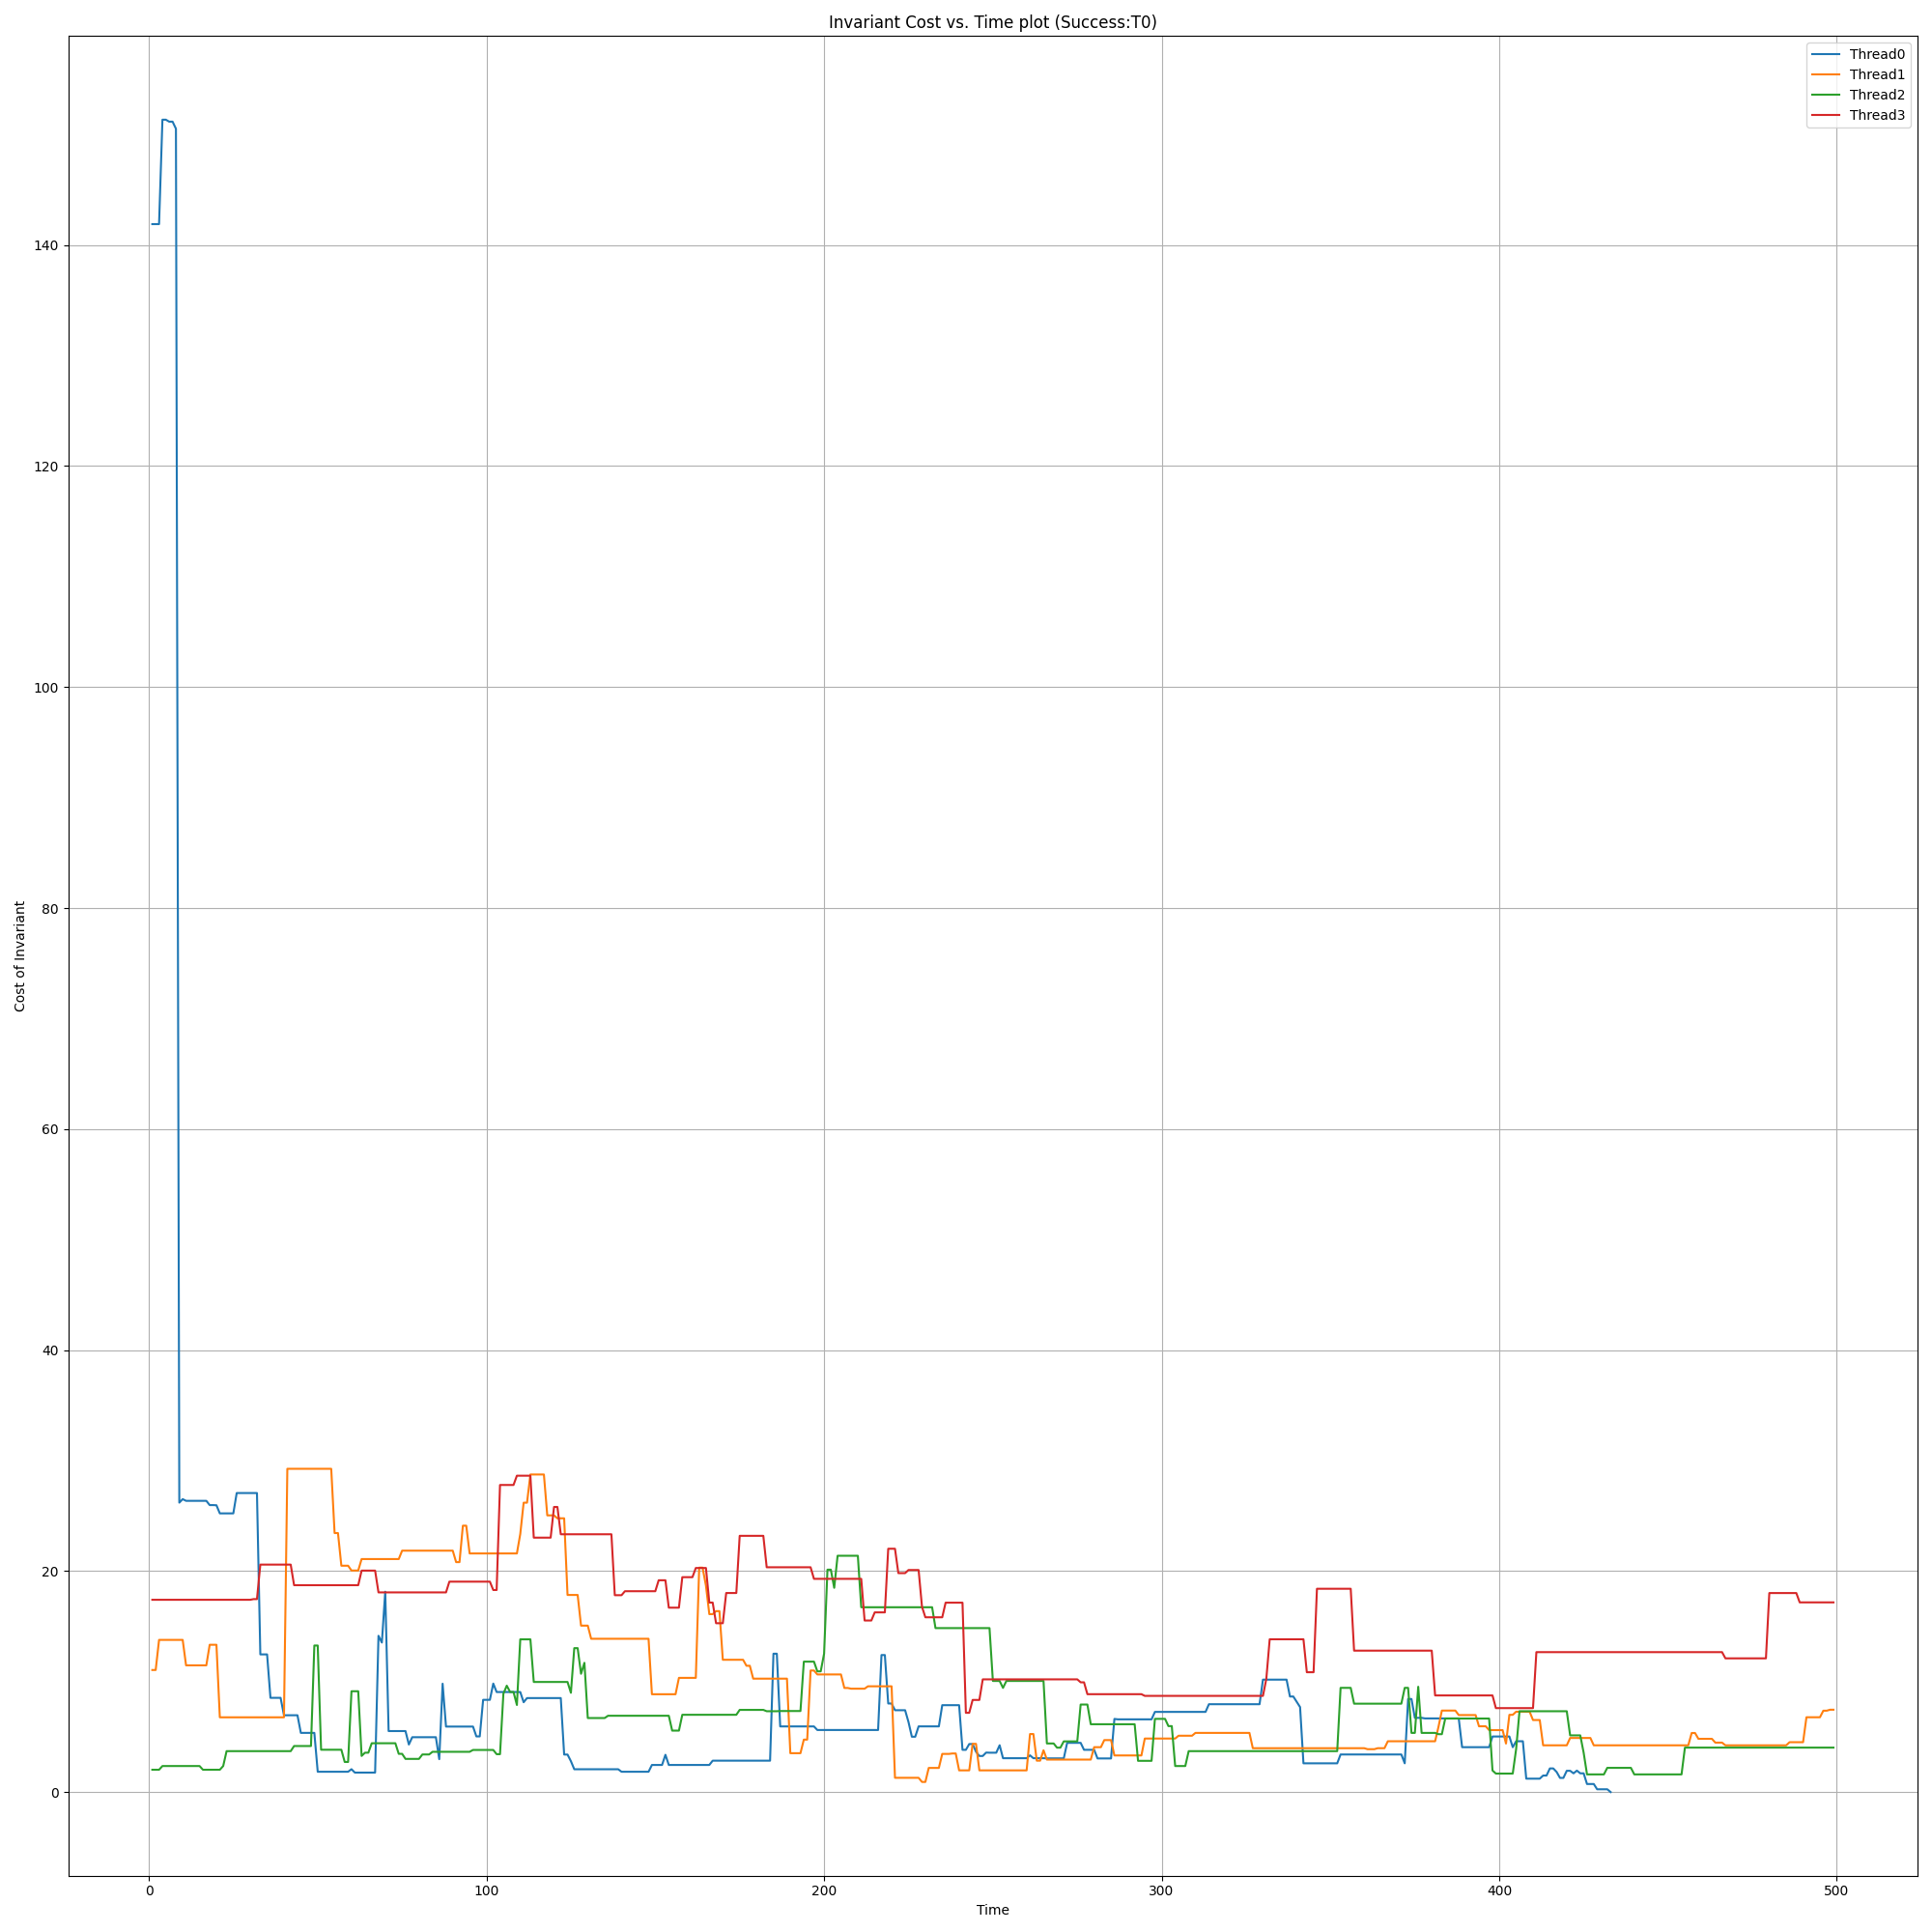 Invariant Cost vs. Time plot (Success:T0)
Thread0
Thread1
Thread2
Thread3
Cost of Invariant
140
120
100
80
60
40
20
0
0 100 200 300 400 500
Time